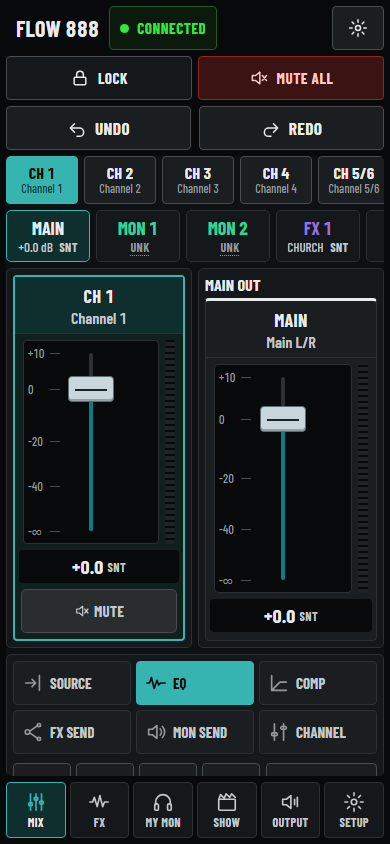 FLOW 888 CONNECTED
LOCK MUTE ALL
UNDO REDO
CH 1 CH 2 CH 3 CH 4 CH 5/6
Channel 1 Channel 2 Channel 3 Channel 4 Channel 5/6
MAIN MON 1 MON 2 FX 1
+0.0 dB SNT UNK UNK CHURCH SNT
CH 1
Channel 1
+10
0
-20
-40
-∞
+0.0 SNT
MUTE
MAIN OUT
MAIN
Main L/R
+10
0
-20
-40
-∞
+0.0 SNT
SOURCE EQ COMP
FX SEND MON SEND CHANNEL
MIX FX MY MON SHOW OUTPUT SETUP